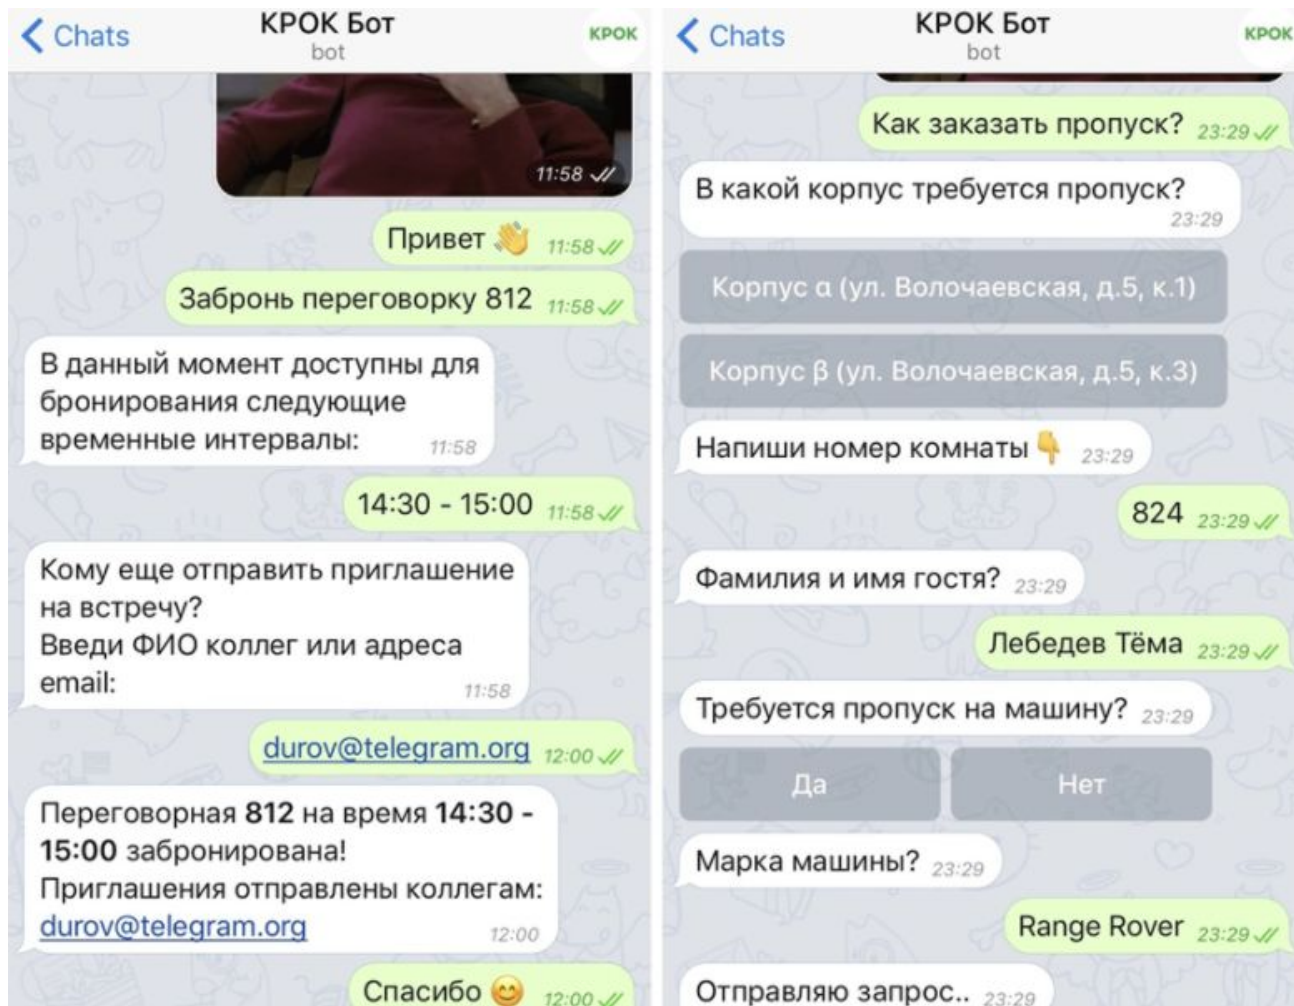 Chats
КРОК Бот
bot
КРОК
11:58
Привет 👋 11:58
Забронь переговорку 812 11:58
В данный момент доступны для
бронирования следующие
временные интервалы: 11:58
14:30 - 15:00 11:58
Кому еще отправить приглашение
на встречу?
Введи ФИО коллег или адреса
email: 11:58
durov@telegram.org 12:00
Переговорная 812 на время 14:30 -
15:00 забронирована!
Приглашения отправлены коллегам:
durov@telegram.org 12:00
Спасибо 😊 12:00
Chats
КРОК Бот
bot
КРОК
Как заказать пропуск? 23:29
В какой корпус требуется пропуск?
23:29
Корпус α (ул. Волочаевская, д.5, к.1)
Корпус β (ул. Волочаевская, д.5, к.3)
Напиши номер комнаты 👇 23:29
824 23:29
Фамилия и имя гостя? 23:29
Лебедев Тёма 23:29
Требуется пропуск на машину? 23:29
Да Нет
Марка машины? 23:29
Range Rover 23:29
Отправляю запрос.. 23:29